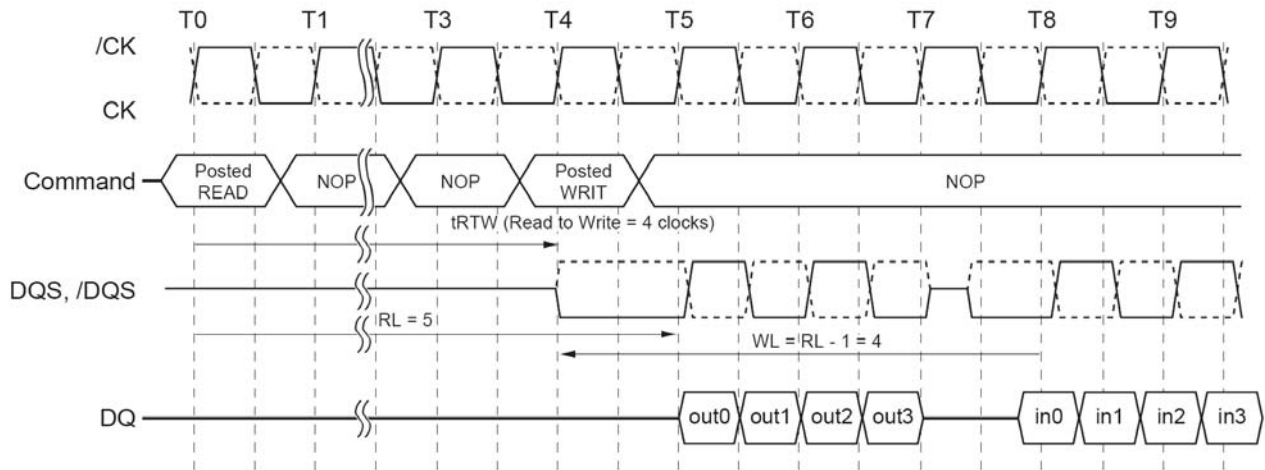 T0 T1 T3 T4 T5 T6 T7 T8 T9
/CK
CK
Command
Posted READ
NOP
NOP
Posted WRIT
NOP
tRTW (Read to Write = 4 clocks)
DQS, /DQS
RL = 5
WL = RL - 1 = 4
DQ
out0 out1 out2 out3 in0 in1 in2 in3